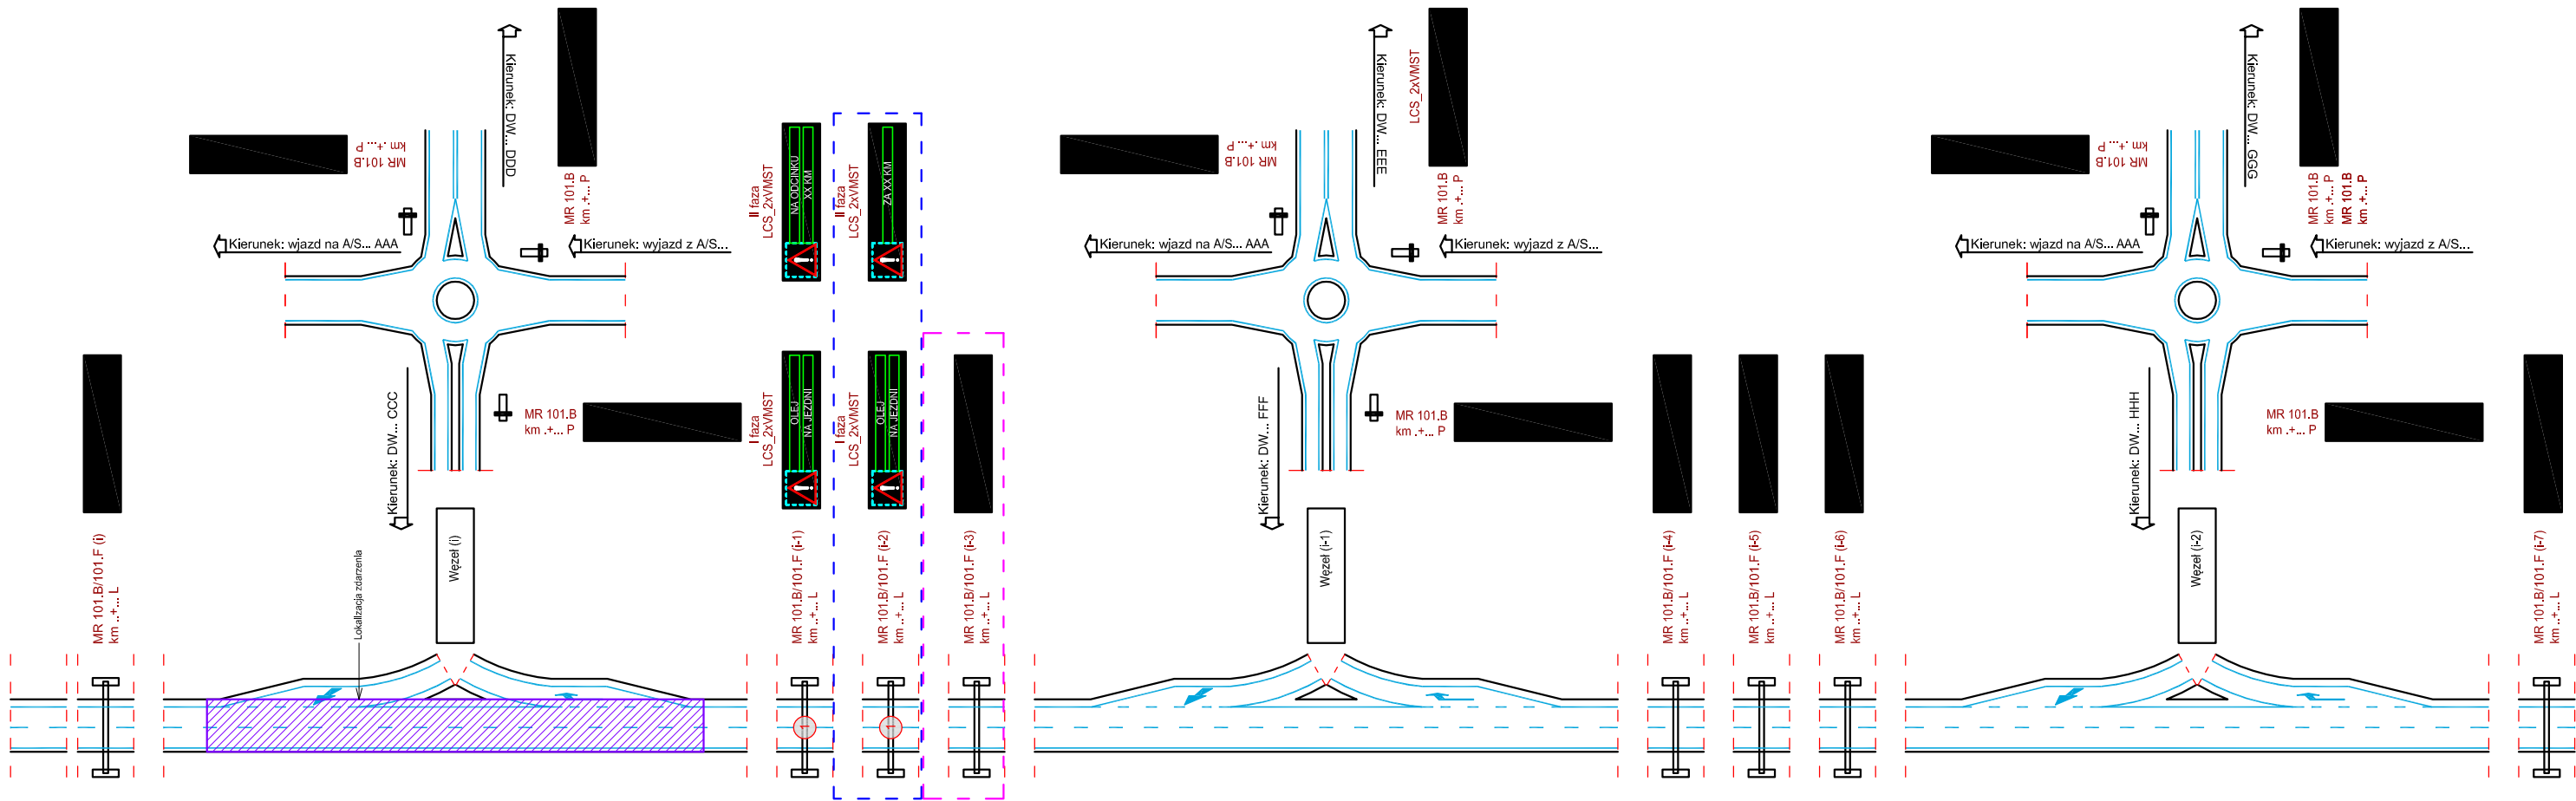 Kierunek: DW... DDD
MR 101.B
km .+... P
MR 101.B
km .+... P
Kierunek: wjazd na A/S... AAA
Kierunek: wyjazd z A/S...
Kierunek: DW... CCC
MR 101.B
km .+... P
Węzeł (i)
Lokalizacja zdarzenia
MR 101.B/101.F (i)
km ..+... L
II faza
LCS_2xVMST
NA ODCINKU
XX KM
II faza
LCS_2xVMST
ZA XX KM
I faza
LCS_2xVMST
OLEJ
NA JEZDNI
I faza
LCS_2xVMST
OLEJ
NA JEZDNI
MR 101.B/101.F (i-1)
km ..+... L
MR 101.B/101.F (i-2)
km ..+... L
MR 101.B/101.F (i-3)
km ..+... L
Kierunek: DW... EEE
LCS_2xVMST
MR 101.B
km .+... P
MR 101.B
km .+... P
Kierunek: wjazd na A/S... AAA
Kierunek: wyjazd z A/S...
Kierunek: DW... FFF
MR 101.B
km .+... P
Węzeł (i-1)
MR 101.B/101.F (i-4)
km ..+... L
MR 101.B/101.F (i-5)
km ..+... L
MR 101.B/101.F (i-6)
km ..+... L
Kierunek: DW... GGG
MR 101.B
km .+... P
MR 101.B
km .+... P
MR 101.B
km .+... P
Kierunek: wjazd na A/S... AAA
Kierunek: wyjazd z A/S...
Kierunek: DW... HHH
MR 101.B
km .+... P
Węzeł (i-2)
MR 101.B/101.F (i-7)
km ..+... L